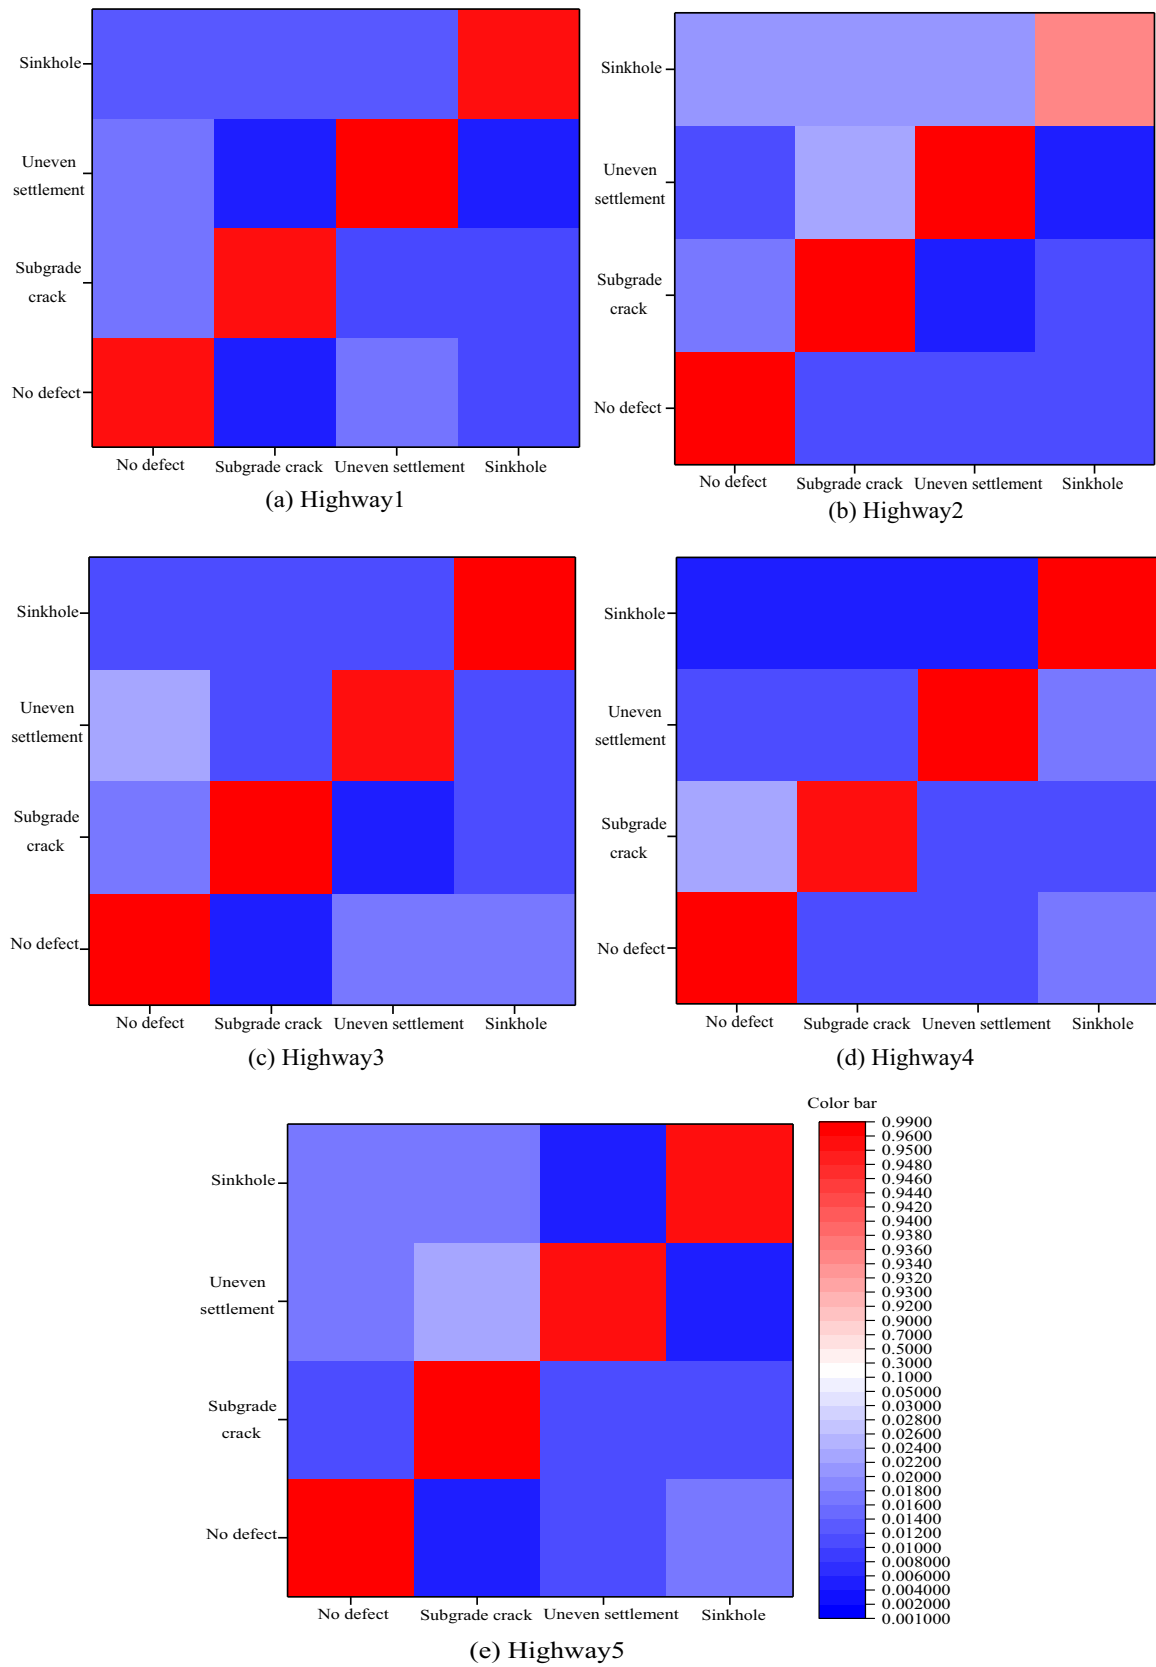 Sinkhole
Uneven
settlement
Subgrade
crack
No defect
No defect Subgrade crack Uneven settlement Sinkhole
(a) Highway1
Sinkhole
Uneven
settlement
Subgrade
crack
No defect
No defect Subgrade crack Uneven settlement Sinkhole
(b) Highway2
Sinkhole
Uneven
settlement
Subgrade
crack
No defect
No defect Subgrade crack Uneven settlement Sinkhole
(c) Highway3
Sinkhole
Uneven
settlement
Subgrade
crack
No defect
No defect Subgrade crack Uneven settlement Sinkhole
(d) Highway4
Sinkhole
Uneven
settlement
Subgrade
crack
No defect
No defect Subgrade crack Uneven settlement Sinkhole
(e) Highway5
Color bar
0.9900
0.9600
0.9500
0.9480
0.9460
0.9440
0.9420
0.9400
0.9380
0.9360
0.9340
0.9320
0.9300
0.9200
0.9000
0.7000
0.5000
0.3000
0.1000
0.05000
0.03000
0.02800
0.02600
0.02400
0.02200
0.02000
0.01800
0.01600
0.01400
0.01200
0.01000
0.008000
0.006000
0.004000
0.002000
0.001000